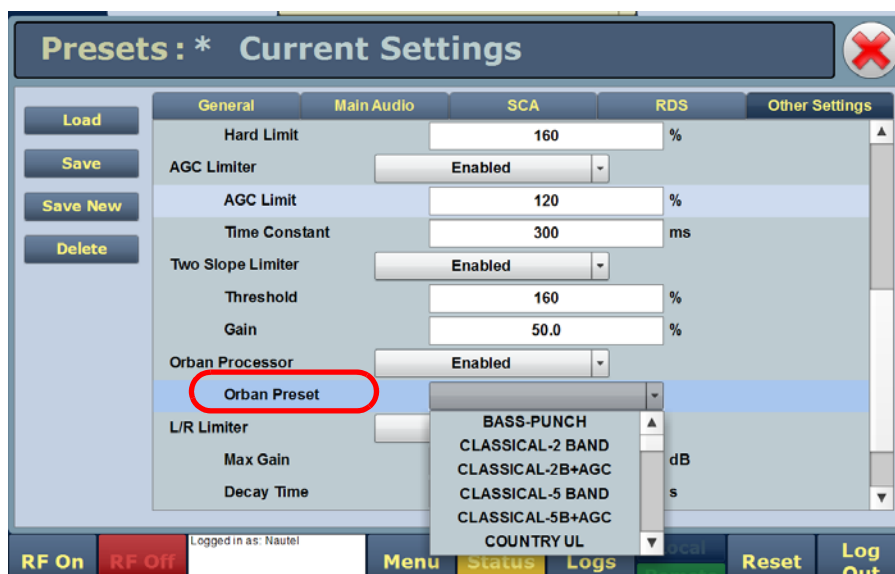 Presets : * Current Settings
General Main Audio SCA RDS Other Settings
Load
Save
Save New
Delete
Hard Limit 160 %
AGC Limiter Enabled
AGC Limit 120 %
Time Constant 300 ms
Two Slope Limiter Enabled
Threshold 160 %
Gain 50.0 %
Orban Processor Enabled
Orban Preset
L/R Limiter
Max Gain dB
Decay Time s
BASS-PUNCH
CLASSICAL-2 BAND
CLASSICAL-2B+AGC
CLASSICAL-5 BAND
CLASSICAL-5B+AGC
COUNTRY UL
RF On RF Off
Logged in as: Nautel
Menu Status Logs
Reset
Log
Out